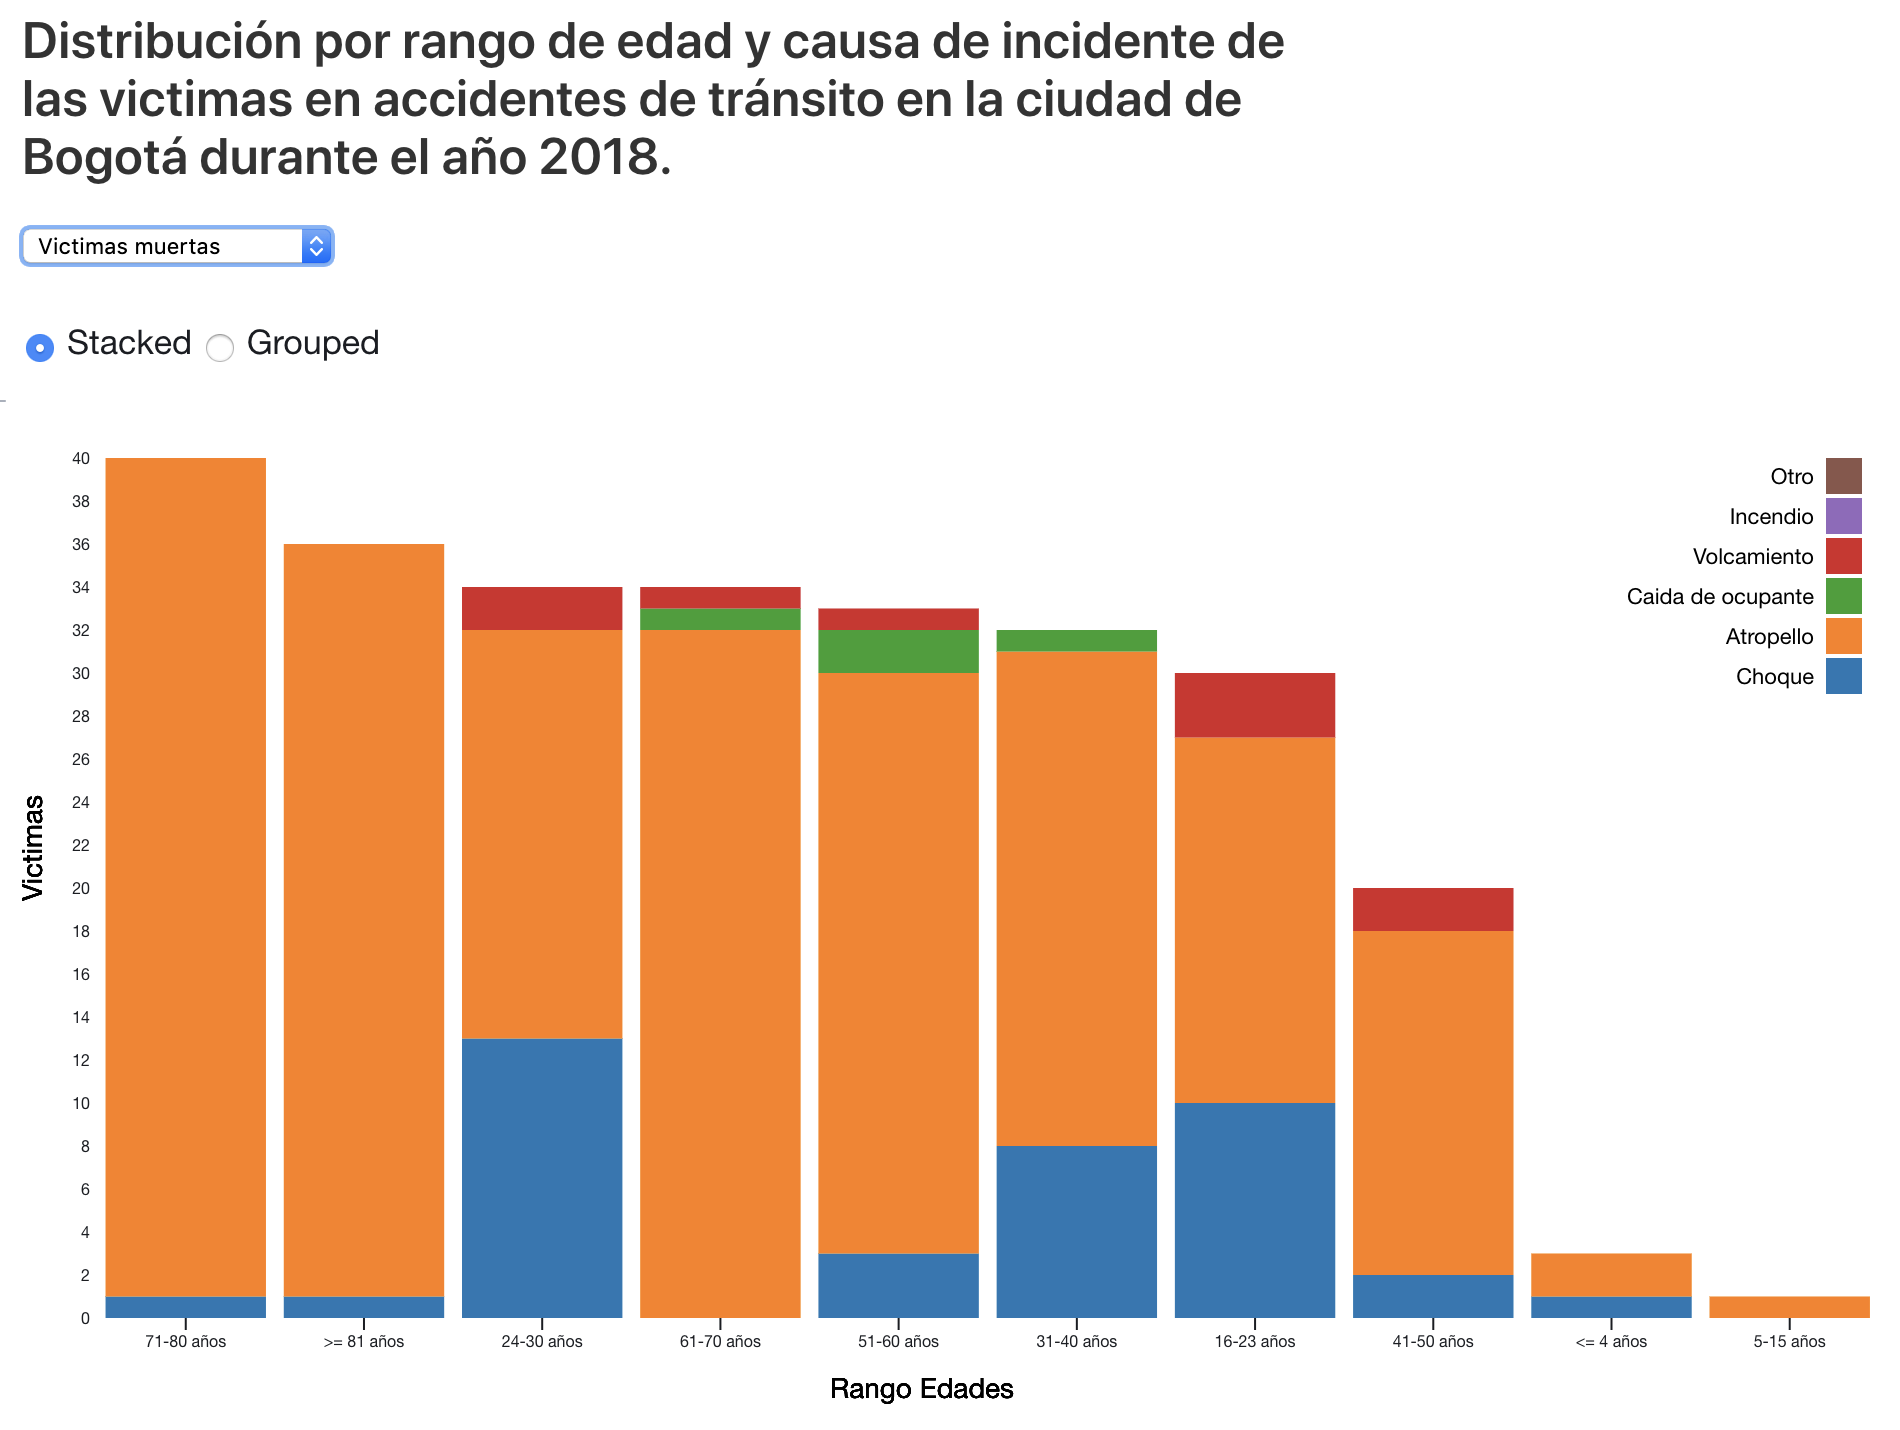 Distribución por rango de edad y causa de incidente de
las victimas en accidentes de tránsito en la ciudad de
Bogotá durante el año 2018.
Victimas muertas
Stacked Grouped
40
38
36
34
32
30
28
26
24
22
20
18
16
14
12
10
8
6
4
2
0
Victimas
Otro
Incendio
Volcamiento
Caida de ocupante
Atropello
Choque
71-80 años >= 81 años 24-30 años 61-70 años 51-60 años 31-40 años 16-23 años 41-50 años <= 4 años 5-15 años
Rango Edades